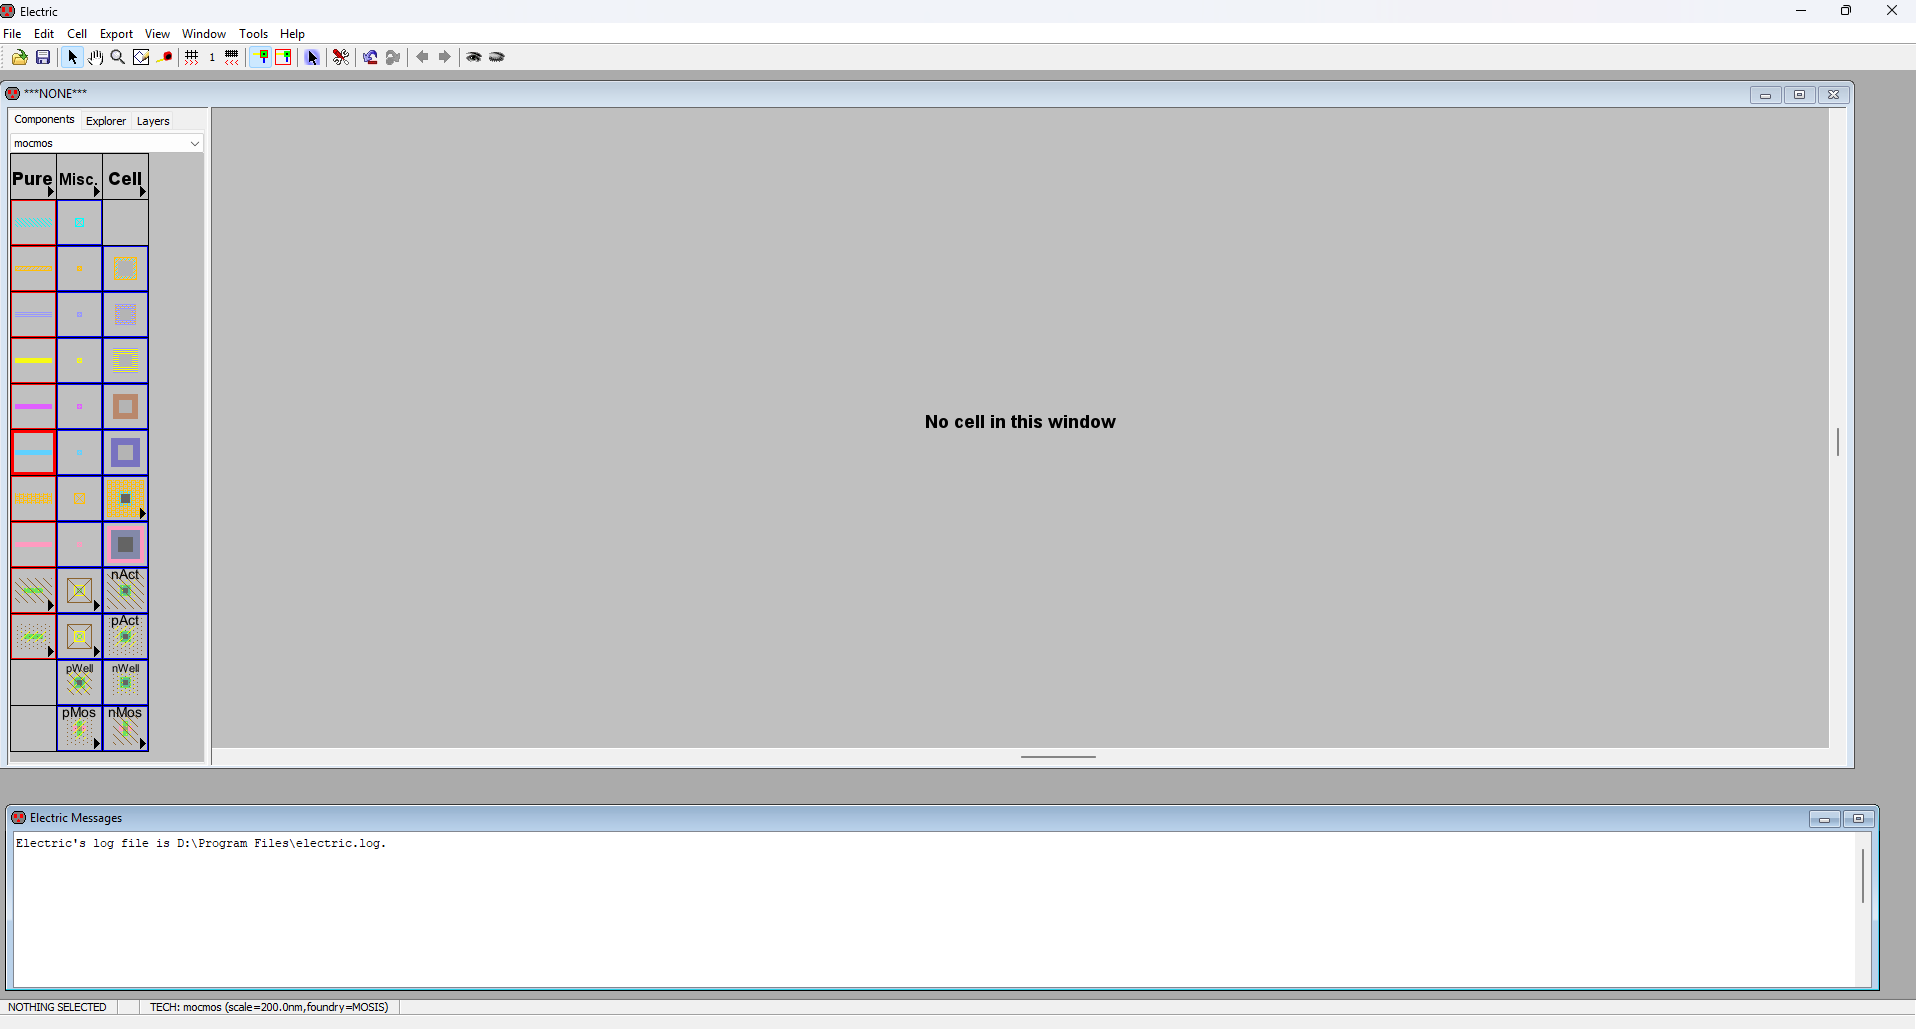 Electric
File Edit Cell Export View Window Tools Help
1
***NONE***
Components Explorer Layers
mocmos
Pure Misc. Cell
No cell in this window
nAct
pAct
pWell nWell
pMos nMos
Electric Messages
Electric's log file is D:\Program Files\electric.log.
NOTHING SELECTED TECH: mocmos (scale=200.0nm,foundry=MOSIS)